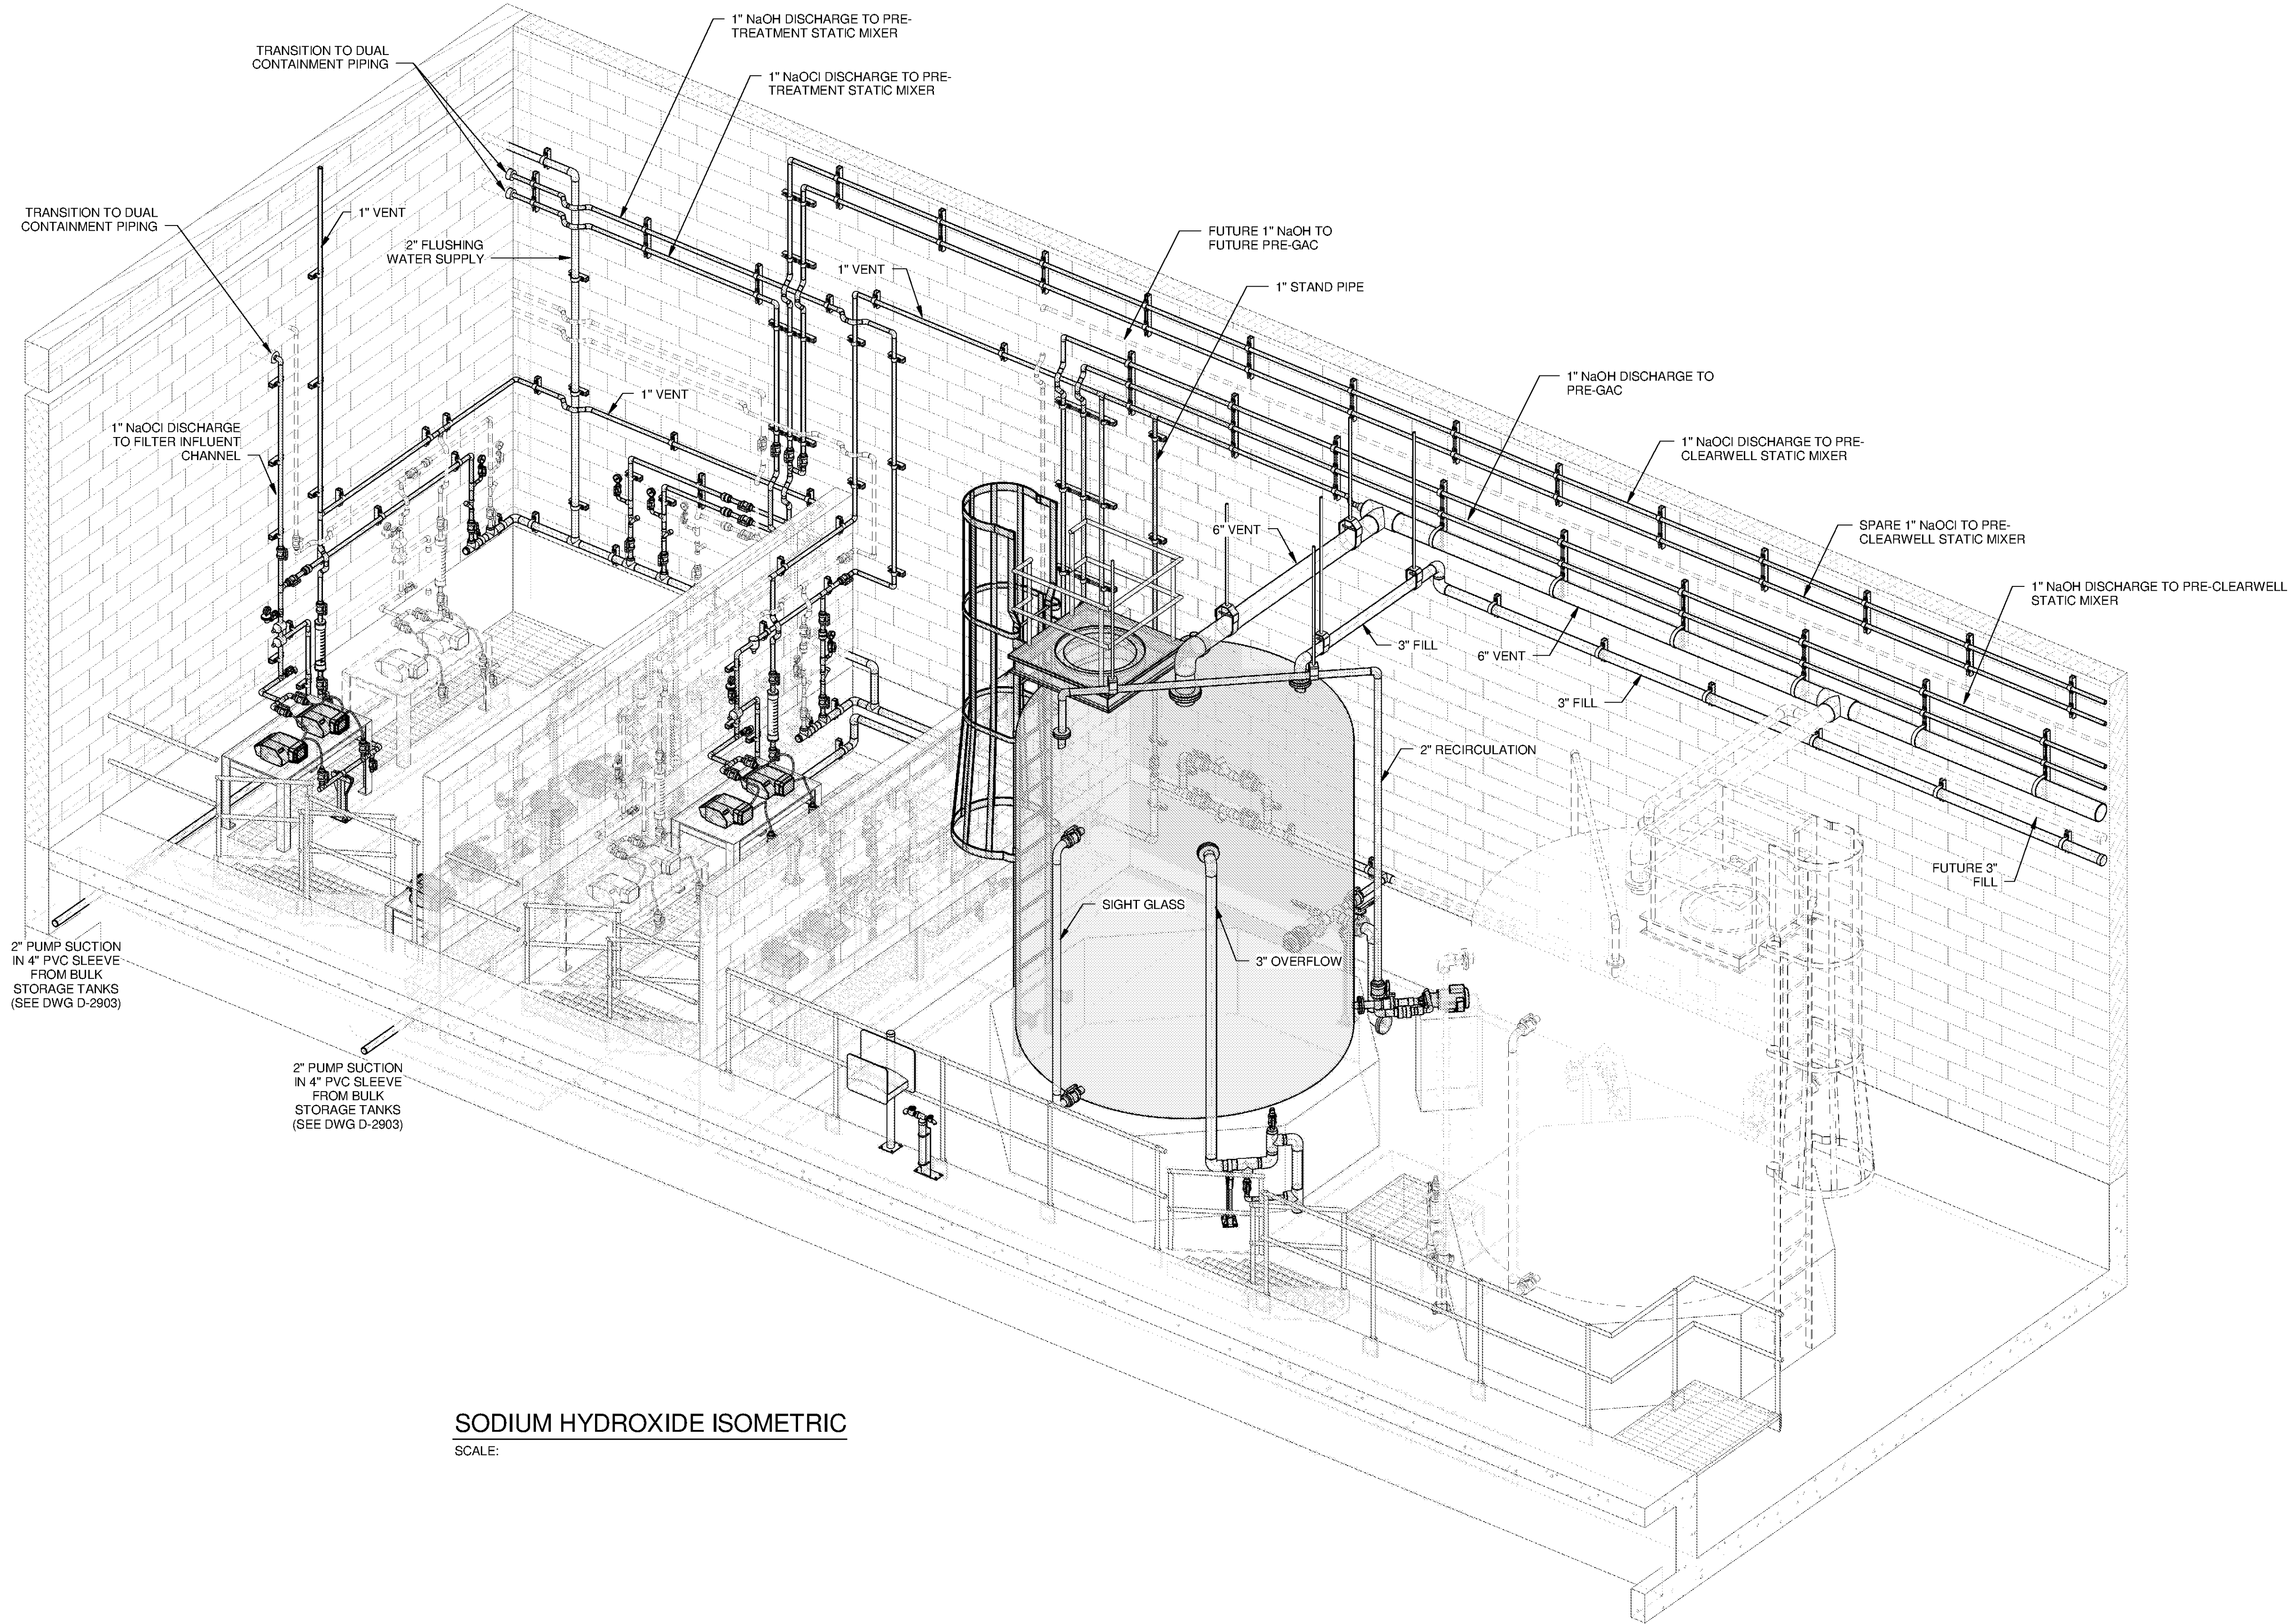 1" NaOH DISCHARGE TO PRE-
TREATMENT STATIC MIXER
TRANSITION TO DUAL
CONTAINMENT PIPING
1" NaOCl DISCHARGE TO PRE-
TREATMENT STATIC MIXER
TRANSITION TO DUAL
CONTAINMENT PIPING
1" VENT
2" FLUSHING
WATER SUPPLY
FUTURE 1" NaOH TO
FUTURE PRE-GAC
1" VENT
1" STAND PIPE
1" NaOH DISCHARGE TO
PRE-GAC
1" VENT
1" NaOCl DISCHARGE
TO FILTER INFLUENT
CHANNEL
1" NaOCl DISCHARGE TO PRE-
CLEARWELL STATIC MIXER
6" VENT
SPARE 1" NaOCl TO PRE-
CLEARWELL STATIC MIXER
1" NaOH DISCHARGE TO PRE-CLEARWELL
STATIC MIXER
3" FILL
6" VENT
3" FILL
2" RECIRCULATION
FUTURE 3"
FILL
SIGHT GLASS
3" OVERFLOW
2" PUMP SUCTION
IN 4" PVC SLEEVE
FROM BULK
STORAGE TANKS
(SEE DWG D-2903)
2" PUMP SUCTION
IN 4" PVC SLEEVE
FROM BULK
STORAGE TANKS
(SEE DWG D-2903)
SODIUM HYDROXIDE ISOMETRIC
SCALE: